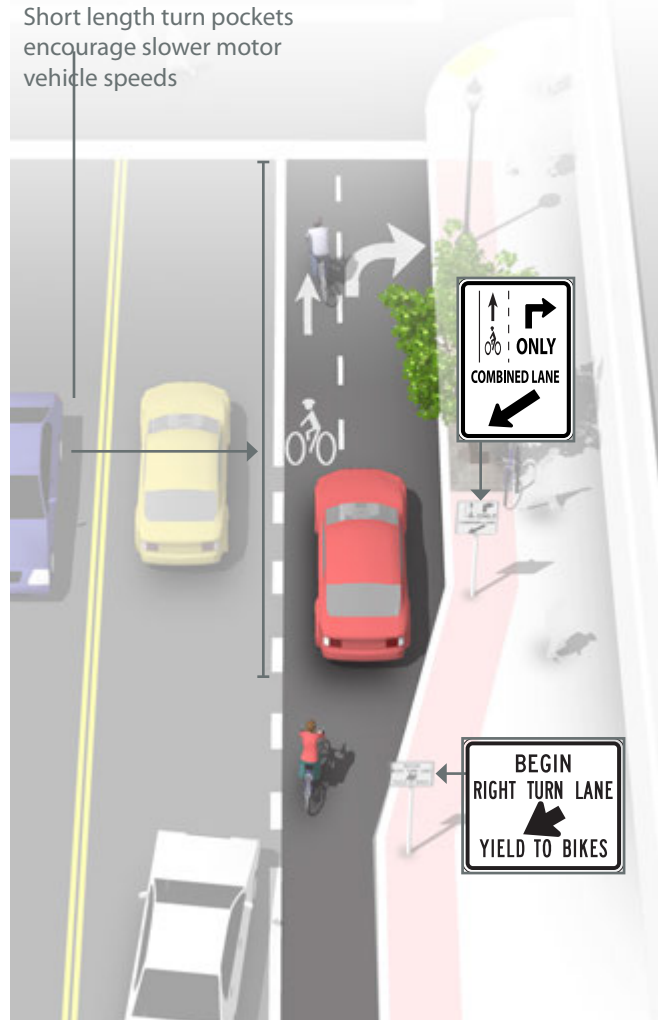 Short length turn pockets
encourage slower motor
vehicle speeds
ONLY
COMBINED LANE
BEGIN
RIGHT TURN LANE
YIELD TO BIKES